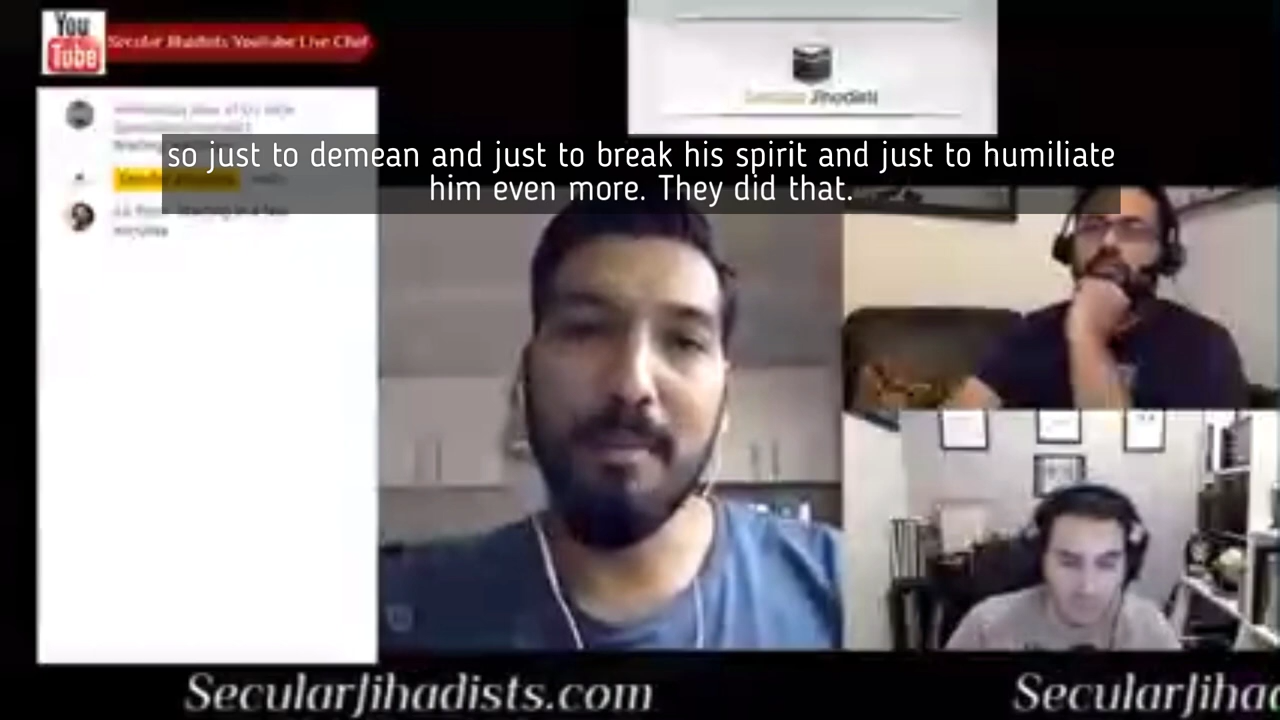 You
Tube
Secular Jihadists YouTube Live Chat
Jihadists
so just to demean and just to break his spirit and just to humiliate
him even more. They did that.
minutes
SecularJihadists.com
SecularJihad